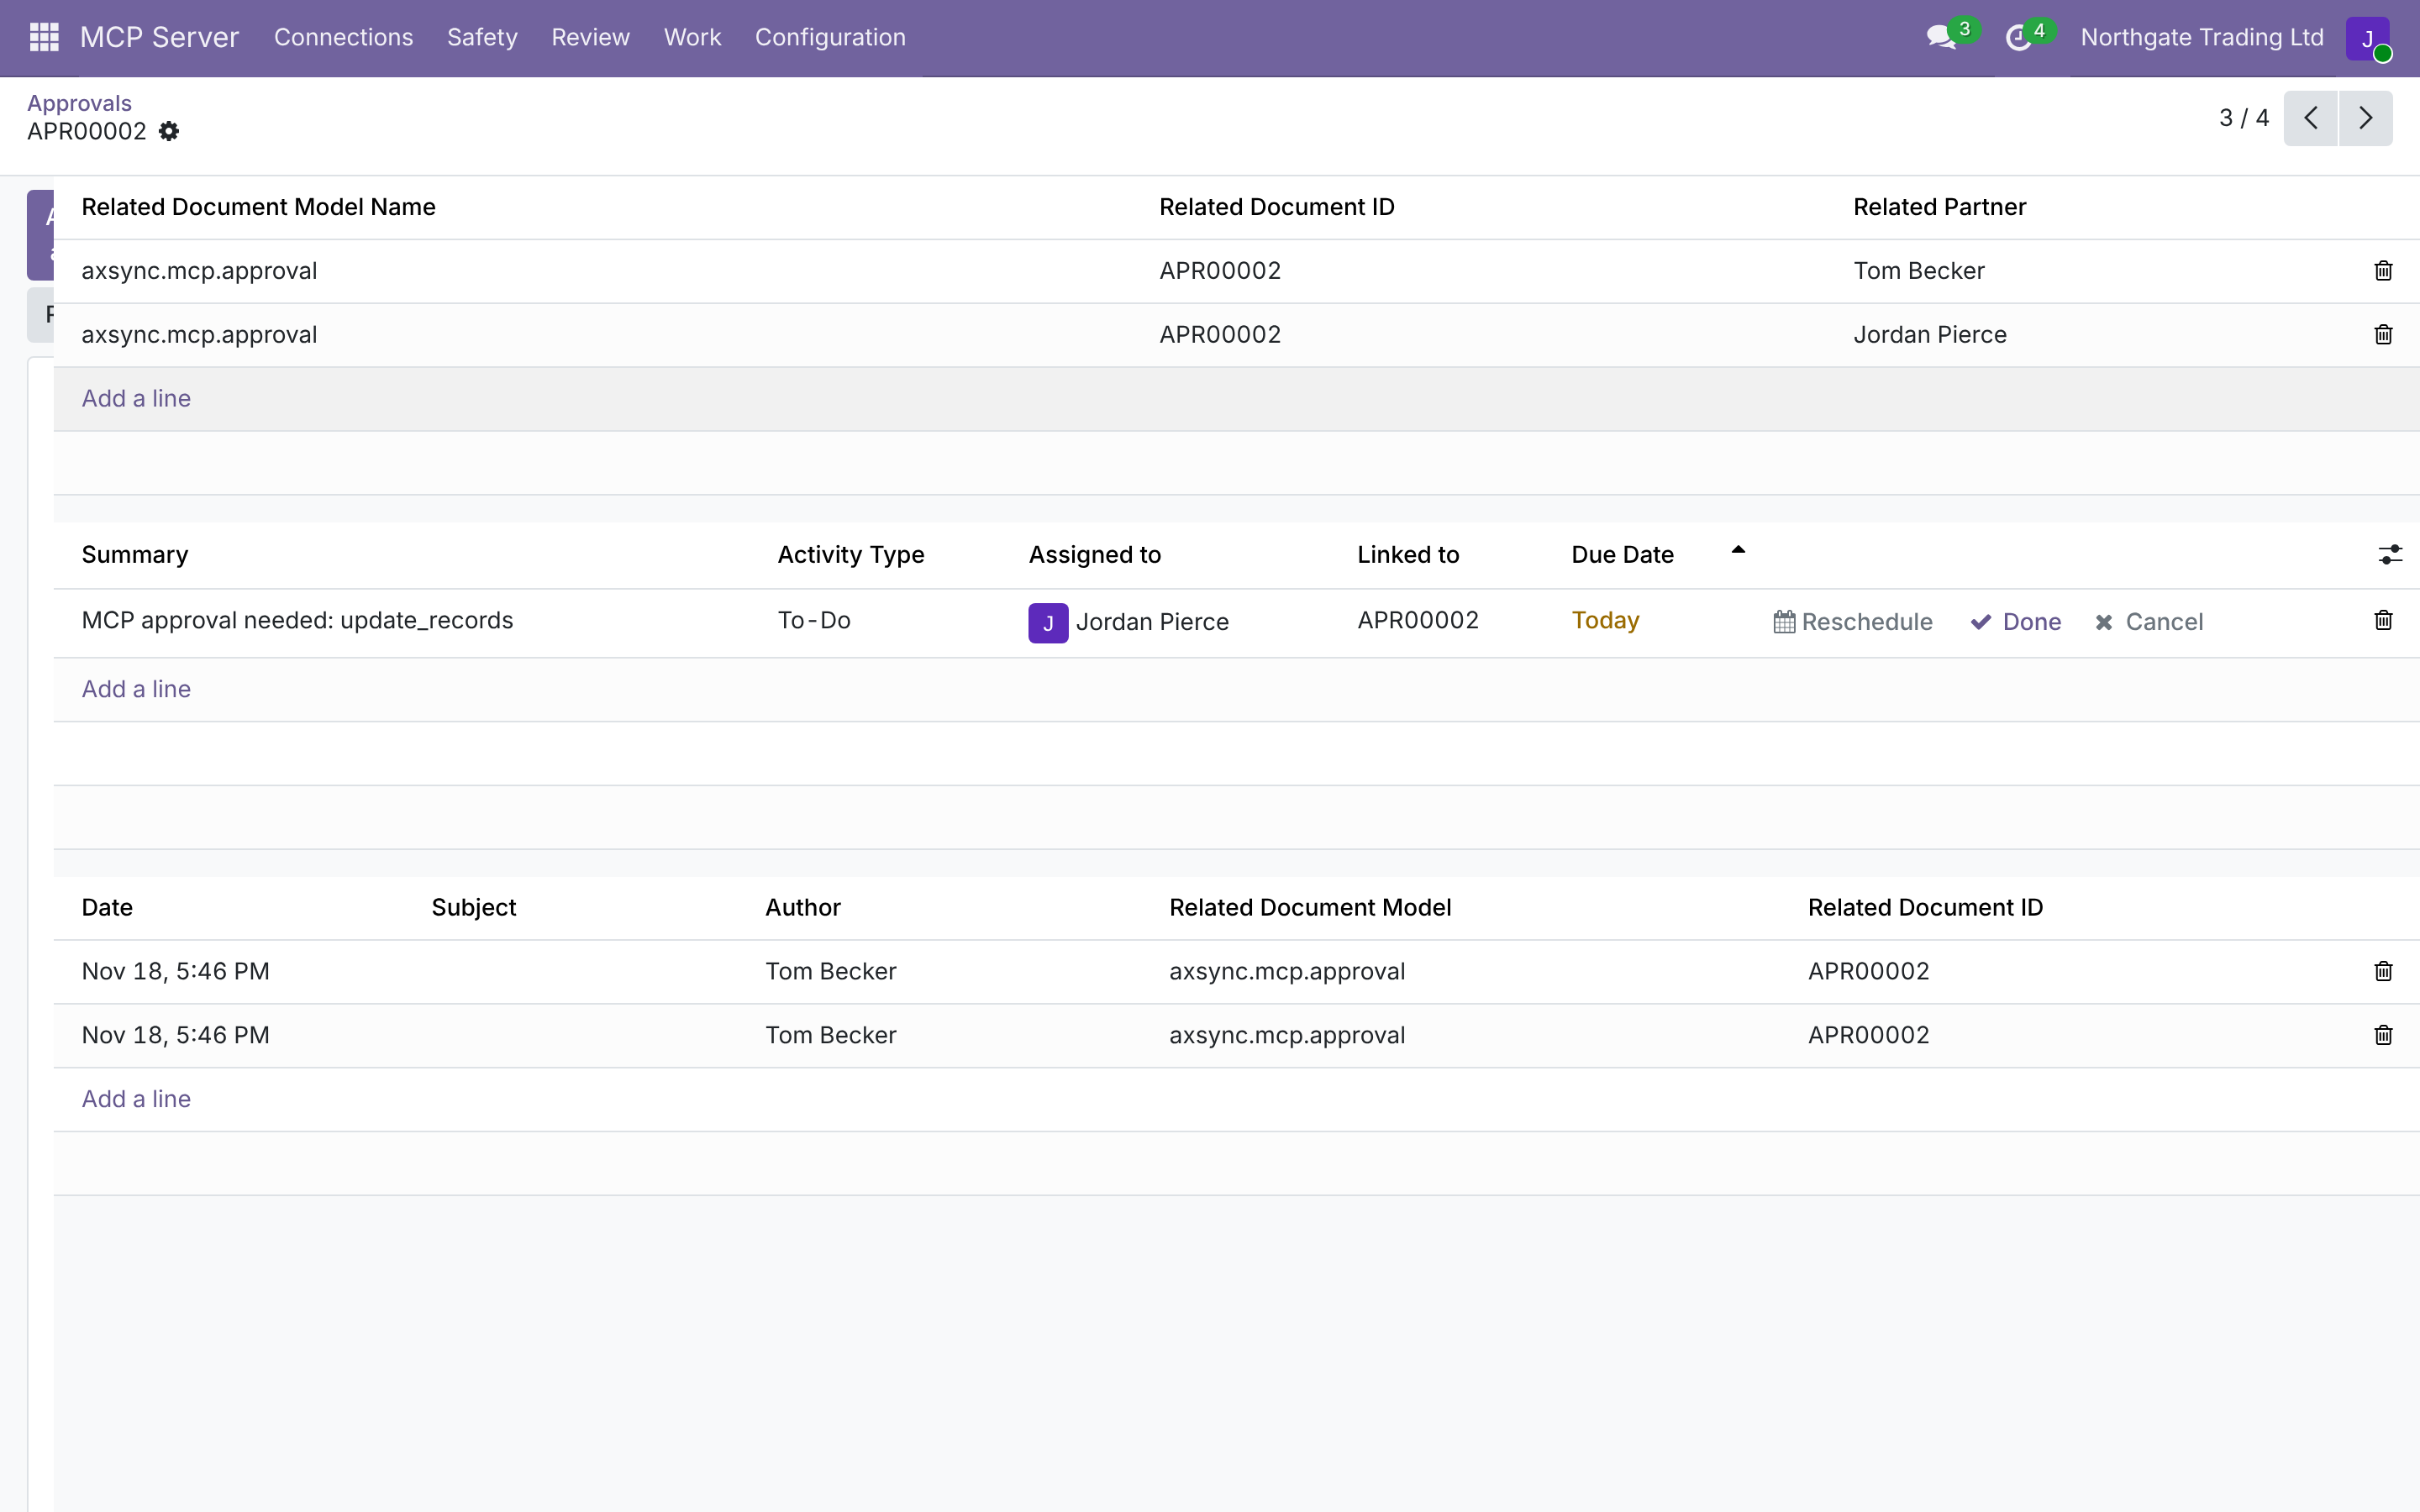 MCP Server Connections Safety Review Work Configuration 3 4 Northgate Trading Ltd J
Approvals
APR00002
3 / 4
Related Document Model Name Related Document ID Related Partner
axsync.mcp.approval APR00002 Tom Becker
axsync.mcp.approval APR00002 Jordan Pierce
Add a line
Summary Activity Type Assigned to Linked to Due Date
MCP approval needed: update_records To-Do J Jordan Pierce APR00002 Today Reschedule Done Cancel
Add a line
Date Subject Author Related Document Model Related Document ID
Nov 18, 5:46 PM Tom Becker axsync.mcp.approval APR00002
Nov 18, 5:46 PM Tom Becker axsync.mcp.approval APR00002
Add a line